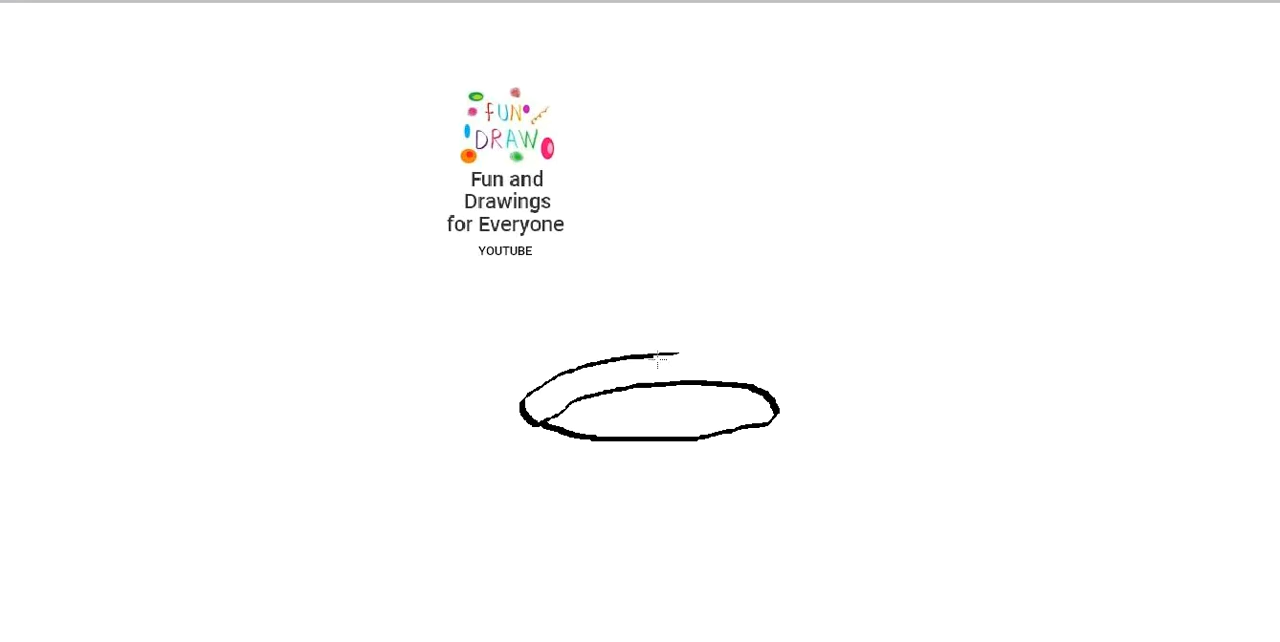 fUN
DRAW
Fun and
Drawings
for Everyone
YOUTUBE